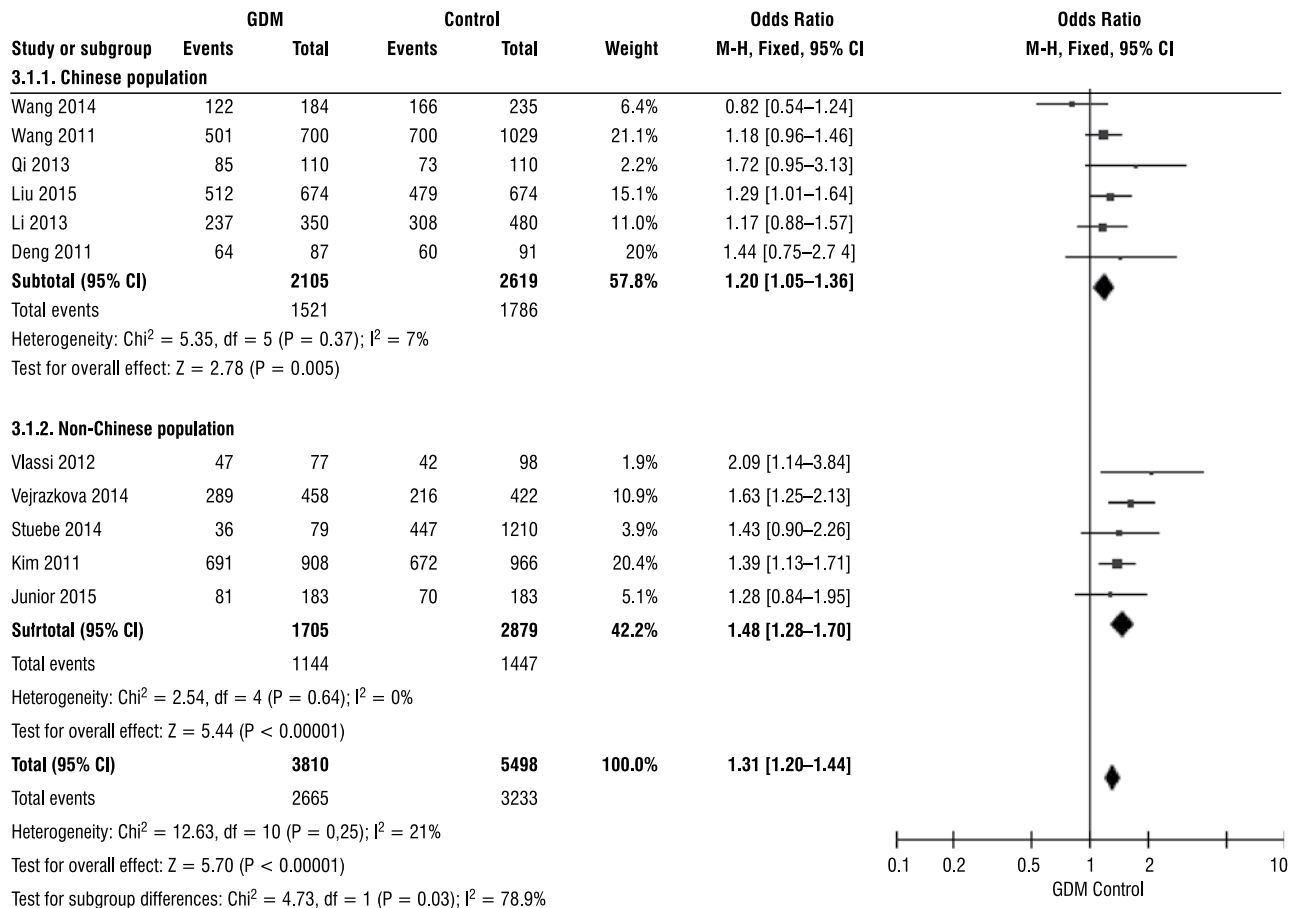 GDM Control Odds Ratio Odds Ratio
Study or subgroup Events Total Events Total Weight M-H, Fixed, 95% CI M-H, Fixed, 95% CI
3.1.1. Chinese population
Wang 2014 122 184 166 235 6.4% 0.82 [0.54–1.24]
Wang 2011 501 700 700 1029 21.1% 1.18 [0.96–1.46]
Qi 2013 85 110 73 110 2.2% 1.72 [0.95–3.13]
Liu 2015 512 674 479 674 15.1% 1.29 [1.01–1.64]
Li 2013 237 350 308 480 11.0% 1.17 [0.88–1.57]
Deng 2011 64 87 60 91 20% 1.44 [0.75–2.7 4]
Subtotal (95% CI) 2105 2619 57.8% 1.20 [1.05–1.36]
Total events 1521 1786
Heterogeneity: Chi² = 5.35, df = 5 (P = 0.37); I² = 7%
Test for overall effect: Z = 2.78 (P = 0.005)
3.1.2. Non-Chinese population
Vlassi 2012 47 77 42 98 1.9% 2.09 [1.14–3.84]
Vejrazkova 2014 289 458 216 422 10.9% 1.63 [1.25–2.13]
Stuebe 2014 36 79 447 1210 3.9% 1.43 [0.90–2.26]
Kim 2011 691 908 672 966 20.4% 1.39 [1.13–1.71]
Junior 2015 81 183 70 183 5.1% 1.28 [0.84–1.95]
Sufrtotal (95% CI) 1705 2879 42.2% 1.48 [1.28–1.70]
Total events 1144 1447
Heterogeneity: Chi² = 2.54, df = 4 (P = 0.64); I² = 0%
Test for overall effect: Z = 5.44 (P < 0.00001)
Total (95% CI) 3810 5498 100.0% 1.31 [1.20–1.44]
Total events 2665 3233
Heterogeneity: Chi² = 12.63, df = 10 (P = 0,25); I² = 21%
Test for overall effect: Z = 5.70 (P < 0.00001)
Test for subgroup differences: Chi² = 4.73, df = 1 (P = 0.03); I² = 78.9%
0.1 0.2 0.5 1 2 10
GDM Control